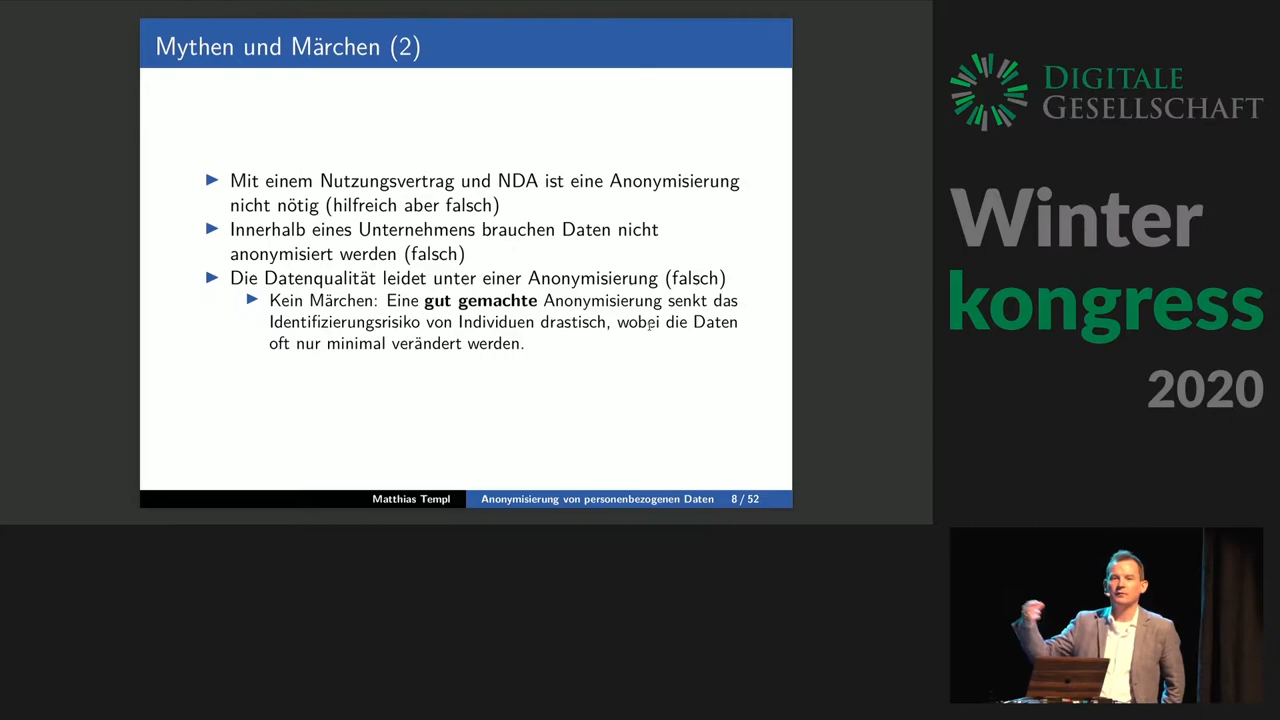 Mythen und Märchen (2)
Mit einem Nutzungsvertrag und NDA ist eine Anonymisierung
nicht nötig (hilfreich aber falsch)
Innerhalb eines Unternehmens brauchen Daten nicht
anonymisiert werden (falsch)
Die Datenqualität leidet unter einer Anonymisierung (falsch)
Kein Märchen: Eine gut gemachte Anonymisierung senkt das
Identifizierungsrisiko von Individuen drastisch, wobei die Daten
oft nur minimal verändert werden.
Matthias Templ
Anonymisierung von personenbezogenen Daten 8 / 52
DIGITALE
GESELLSCHAFT
Winter
kongress
2020